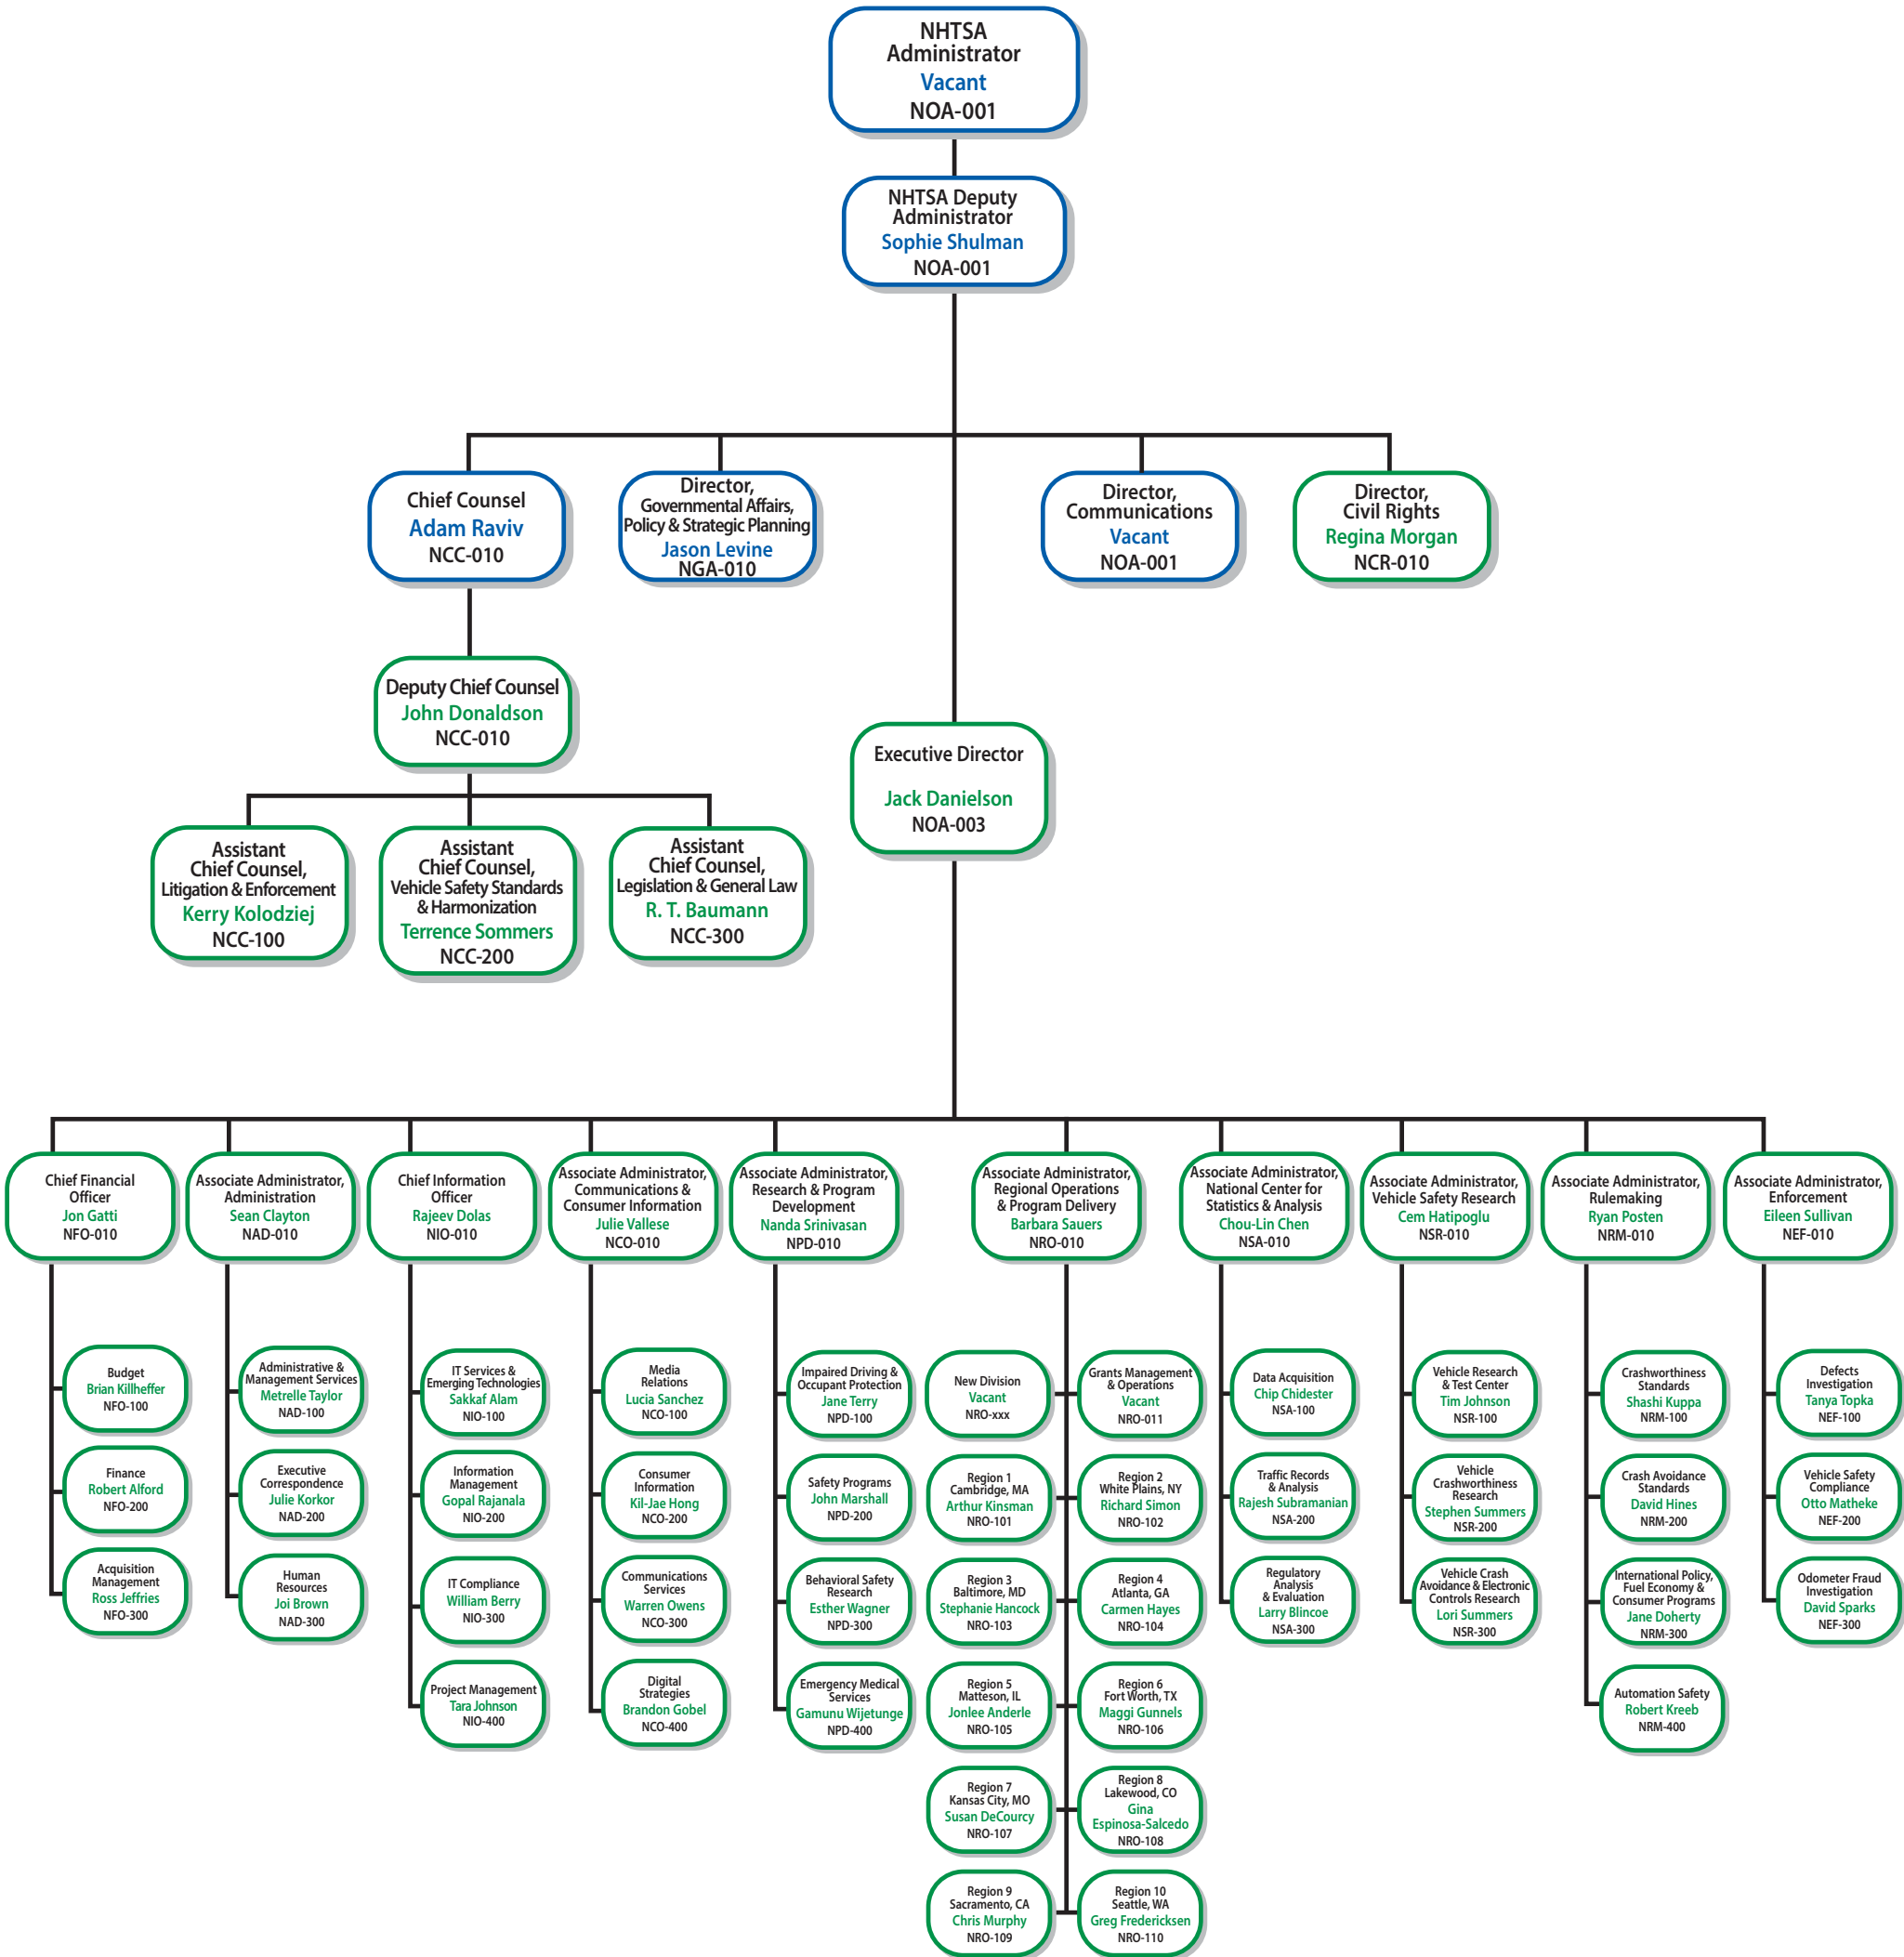 NHTSA
Administrator
Vacant
NOA-001
NHTSA Deputy
Administrator
Sophie Shulman
NOA-001
Chief Counsel
Adam Raviv
NCC-010
Director,
Governmental Affairs,
Policy & Strategic Planning
Jason Levine
NGA-010
Director,
Communications
Vacant
NOA-001
Director,
Civil Rights
Regina Morgan
NCR-010
Deputy Chief Counsel
John Donaldson
NCC-010
Executive Director
Jack Danielson
NOA-003
Assistant
Chief Counsel,
Litigation & Enforcement
Kerry Kolodziej
NCC-100
Assistant
Chief Counsel,
Vehicle Safety Standards
& Harmonization
Terrence Sommers
NCC-200
Assistant
Chief Counsel,
Legislation & General Law
R. T. Baumann
NCC-300
Chief Financial
Officer
Jon Gatti
NFO-010
Associate Administrator,
Administration
Sean Clayton
NAD-010
Chief Information
Officer
Rajeev Dolas
NIO-010
Associate Administrator,
Communications &
Consumer Information
Julie Vallese
NCO-010
Associate Administrator,
Research & Program
Development
Nanda Srinivasan
NPD-010
Associate Administrator,
Regional Operations
& Program Delivery
Barbara Sauers
NRO-010
Associate Administrator,
National Center for
Statistics & Analysis
Chou-Lin Chen
NSA-010
Associate Administrator,
Vehicle Safety Research
Cem Hatipoglu
NSR-010
Associate Administrator,
Rulemaking
Ryan Posten
NRM-010
Associate Administrator,
Enforcement
Eileen Sullivan
NEF-010
Budget
Brian Killheffer
NFO-100
Finance
Robert Alford
NFO-200
Acquisition
Management
Ross Jeffries
NFO-300
Administrative &
Management Services
Metrelle Taylor
NAD-100
Executive
Correspondence
Julie Korkor
NAD-200
Human
Resources
Joi Brown
NAD-300
IT Services &
Emerging Technologies
Sakkaf Alam
NIO-100
Information
Management
Gopal Rajanala
NIO-200
IT Compliance
William Berry
NIO-300
Project Management
Tara Johnson
NIO-400
Media
Relations
Lucia Sanchez
NCO-100
Consumer
Information
Kil-Jae Hong
NCO-200
Communications
Services
Warren Owens
NCO-300
Digital
Strategies
Brandon Gobel
NCO-400
Impaired Driving &
Occupant Protection
Jane Terry
NPD-100
Safety Programs
John Marshall
NPD-200
Behavioral Safety
Research
Esther Wagner
NPD-300
Emergency Medical
Services
Gamunu Wijetunge
NPD-400
New Division
Vacant
NRO-xxx
Grants Management
& Operations
Vacant
NRO-011
Region 1
Cambridge, MA
Arthur Kinsman
NRO-101
Region 2
White Plains, NY
Richard Simon
NRO-102
Region 3
Baltimore, MD
Stephanie Hancock
NRO-103
Region 4
Atlanta, GA
Carmen Hayes
NRO-104
Region 5
Matteson, IL
Jonlee Anderle
NRO-105
Region 6
Fort Worth, TX
Maggi Gunnels
NRO-106
Region 7
Kansas City, MO
Susan DeCourcy
NRO-107
Region 8
Lakewood, CO
Gina
Espinosa-Salcedo
NRO-108
Region 9
Sacramento, CA
Chris Murphy
NRO-109
Region 10
Seattle, WA
Greg Fredericksen
NRO-110
Data Acquisition
Chip Chidester
NSA-100
Traffic Records
& Analysis
Rajesh Subramanian
NSA-200
Regulatory
Analysis
& Evaluation
Larry Blincoe
NSA-300
Vehicle Research
& Test Center
Tim Johnson
NSR-100
Vehicle
Crashworthiness
Research
Stephen Summers
NSR-200
Vehicle Crash
Avoidance & Electronic
Controls Research
Lori Summers
NSR-300
Crashworthiness
Standards
Shashi Kuppa
NRM-100
Crash Avoidance
Standards
David Hines
NRM-200
International Policy,
Fuel Economy &
Consumer Programs
Jane Doherty
NRM-300
Automation Safety
Robert Kreeb
NRM-400
Defects
Investigation
Tanya Topka
NEF-100
Vehicle Safety
Compliance
Otto Matheke
NEF-200
Odometer Fraud
Investigation
David Sparks
NEF-300